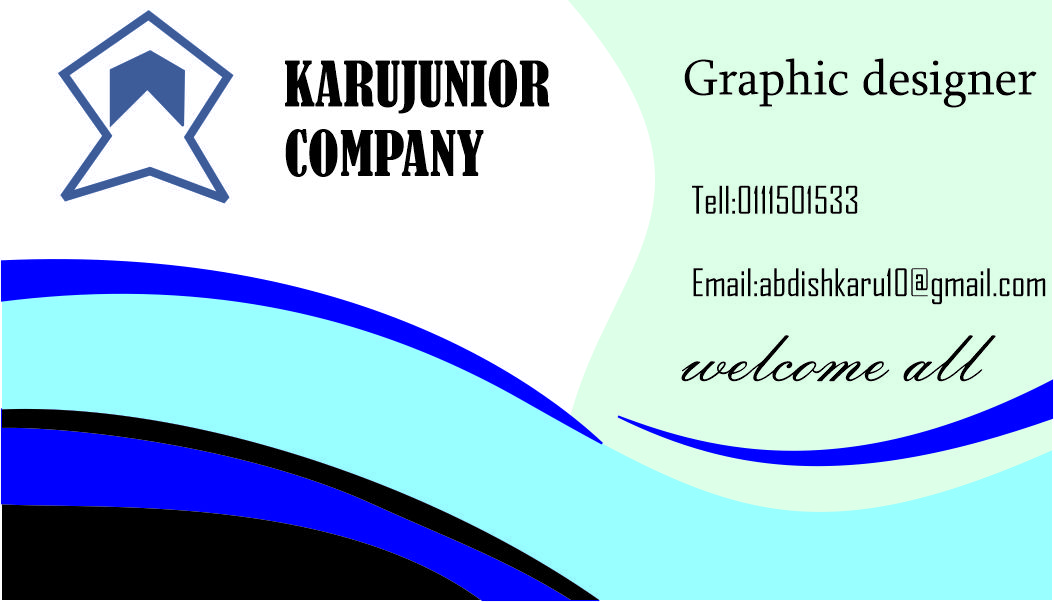 KARUJUNIOR
COMPANY
Graphic designer
Tell:0111501533
Email:abdishkaru10@gmail.com
welcome all